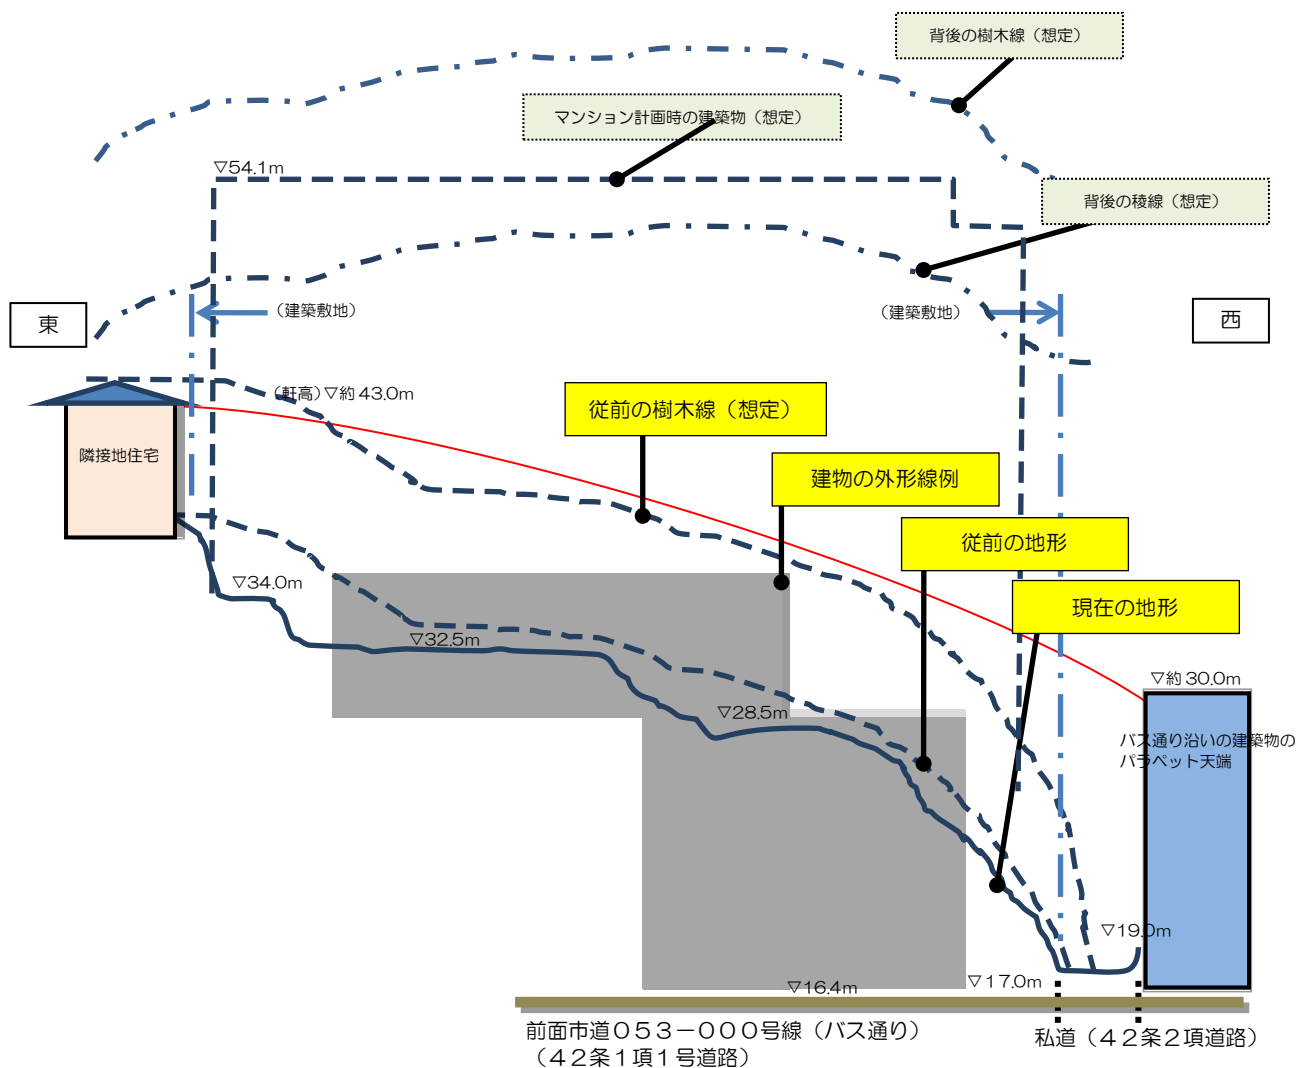 背後の樹木線（想定）
マンション計画時の建築物（想定）
▽54.1m
背後の稜線（想定）
東
（建築敷地）
（建築敷地）
西
（軒高）▽約 43.0m
従前の樹木線（想定）
隣接地住宅
建物の外形線例
従前の地形
▽34.0m
現在の地形
▽32.5m
▽約 30.0m
▽28.5m
バス通り沿いの建築物の
パラペット天端
▽19.0m
▽17.0m
▽16.4m
前面市道０５３－０００号線（バス通り）
（４２条１項１号道路）
私道（４２条２項道路）